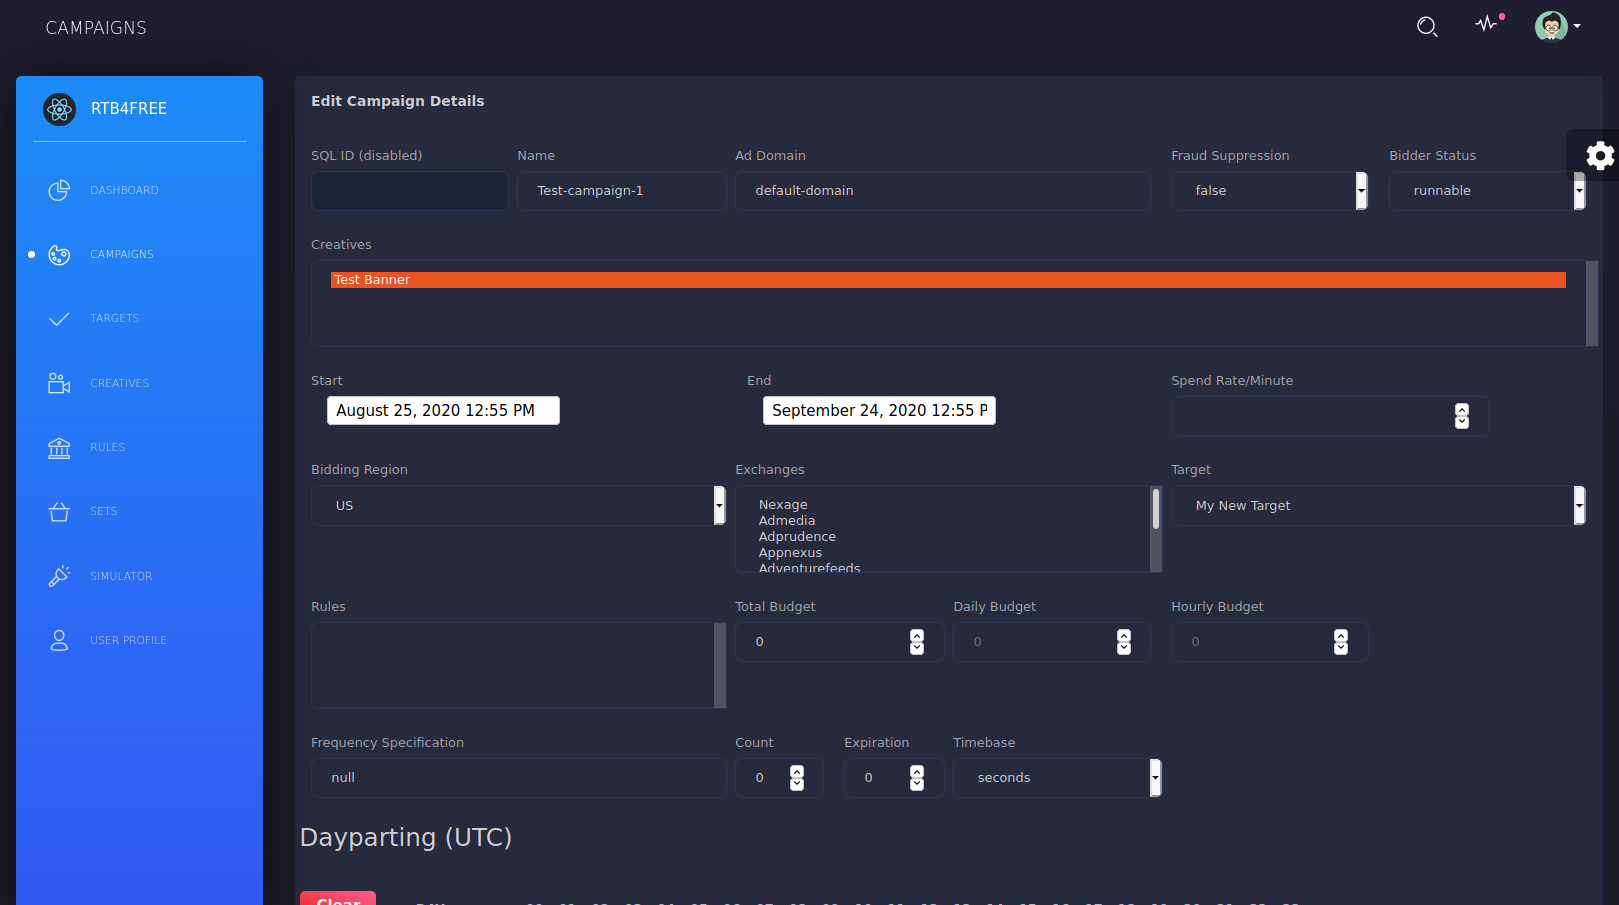 CAMPAIGNS
RTB4FREE
DASHBOARD
CAMPAIGNS
TARGETS
CREATIVES
RULES
SETS
SIMULATOR
USER PROFILE
Edit Campaign Details
SQL ID (disabled) Name Ad Domain Fraud Suppression Bidder Status
Test-campaign-1 default-domain false runnable
Creatives
Test Banner
Start End Spend Rate/Minute
August 25, 2020 12:55 PM September 24, 2020 12:55 P
Bidding Region Exchanges Target
US Nexage My New Target
Admedia
Adprudence
Appnexus
Adventurefeeds
Rules Total Budget Daily Budget Hourly Budget
0 0 0
Frequency Specification Count Expiration Timebase
null 0 0 seconds
Dayparting (UTC)
Clear